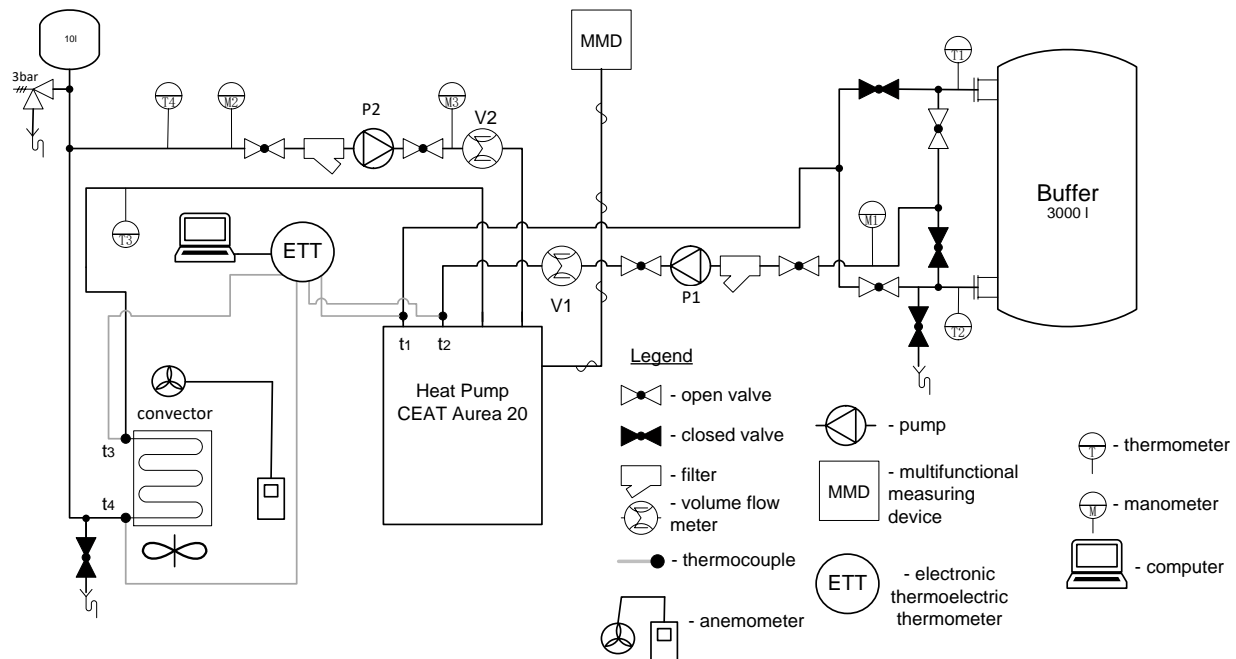 10l
3bar
MMD
T1
T4
M2
P2
M3
V2
Buffer
3000 l
T3
ETT
M1
V1
P1
T2
t1
t2
Heat Pump
CEAT Aurea 20
convector
t3
t4
Legend
- open valve
- closed valve
- filter
- volume flow
meter
- thermocouple
- anemometer
- pump
MMD
- multifunctional
measuring
device
ETT
- electronic
thermoelectric
thermometer
T
- thermometer
M
- manometer
- computer